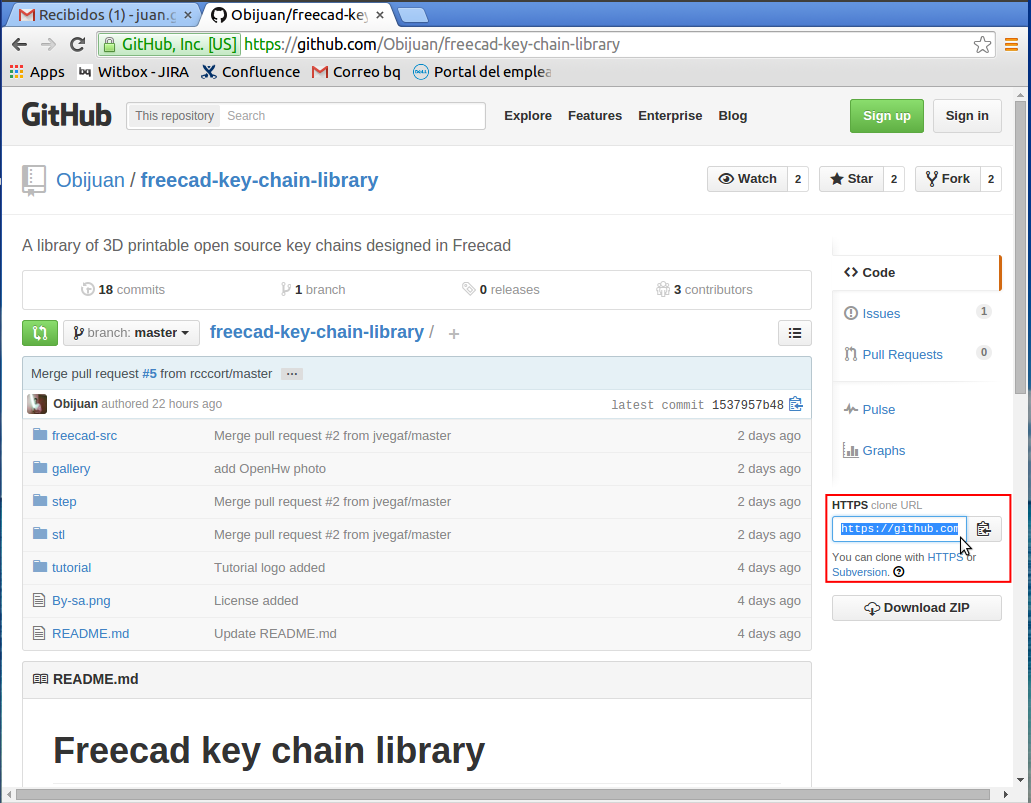 Recibidos (1) - juan.g
Obijuan/freecad-key
GitHub, Inc. [US] https://github.com/Obijuan/freecad-key-chain-library
Apps bq Witbox - JIRA Confluence Correo bq DELL Portal del emplea
GitHub This repository Search Explore Features Enterprise Blog Sign up Sign in
Obijuan / freecad-key-chain-library Watch 2 Star 2 Fork 2
A library of 3D printable open source key chains designed in Freecad
18 commits 1 branch 0 releases 3 contributors
branch: master freecad-key-chain-library / +
Merge pull request #5 from rcccort/master ...
Obijuan authored 22 hours ago latest commit 1537957b48
freecad-src Merge pull request #2 from jvegaf/master 2 days ago
gallery add OpenHw photo 2 days ago
step Merge pull request #2 from jvegaf/master 2 days ago
stl Merge pull request #2 from jvegaf/master 2 days ago
tutorial Tutorial logo added 4 days ago
By-sa.png License added 4 days ago
README.md Update README.md 4 days ago
README.md
Freecad key chain library
Code
Issues 1
Pull Requests 0
Pulse
Graphs
HTTPS clone URL
https://github.com
You can clone with HTTPS or
Subversion. ?
Download ZIP